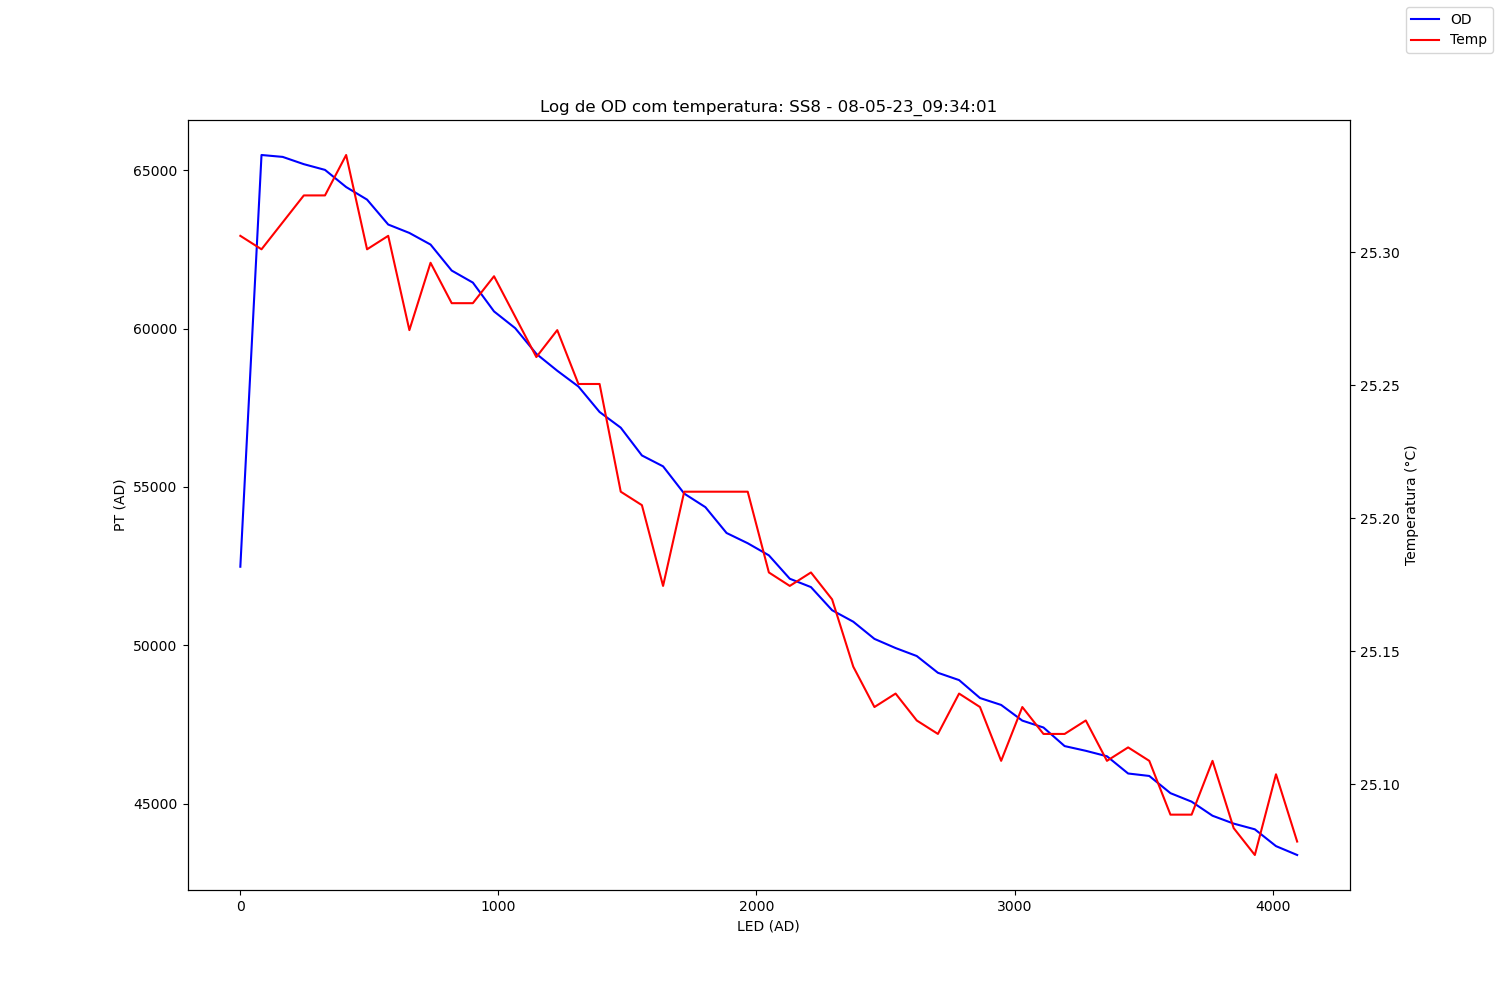 OD
Temp
Log de OD com temperatura: SS8 - 08-05-23_09:34:01
65000
60000
55000
50000
45000
PT (AD)
25.30
25.25
25.20
25.15
25.10
Temperatura (°C)
0
1000
2000
3000
4000
LED (AD)